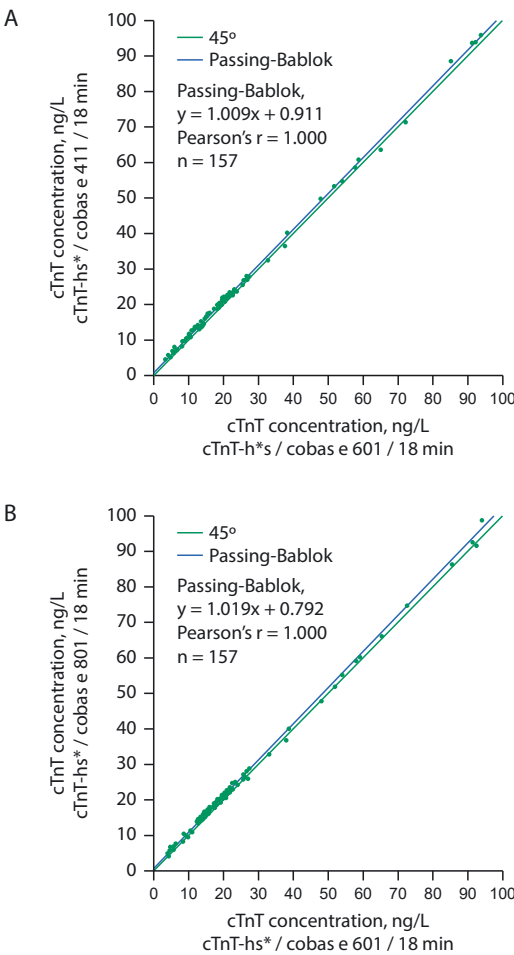 A
cTnT concentration, ng/L
cTnT-hs* / cobas e 411 / 18 min
100
90
80
70
60
50
40
30
20
10
0
45º
Passing-Bablok
Passing-Bablok,
y = 1.009x + 0.911
Pearson's r = 1.000
n = 157
0 10 20 30 40 50 60 70 80 90 100
cTnT concentration, ng/L
cTnT-h*s / cobas e 601 / 18 min
B
cTnT concentration, ng/L
cTnT-hs* / cobas e 801 / 18 min
100
90
80
70
60
50
40
30
20
10
0
45º
Passing-Bablok
Passing-Bablok,
y = 1.019x + 0.792
Pearson's r = 1.000
n = 157
0 10 20 30 40 50 60 70 80 90 100
cTnT concentration, ng/L
cTnT-hs* / cobas e 601 / 18 min